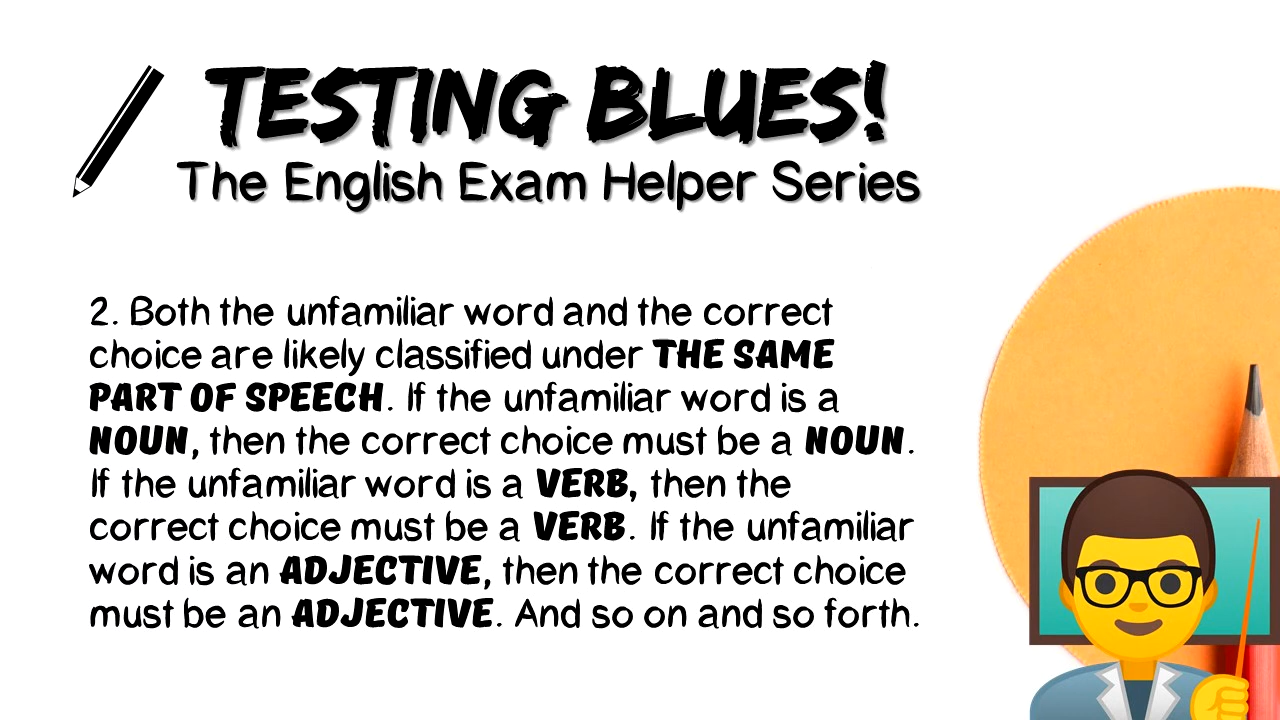 TESTING BLUES!
The English Exam Helper Series
2. Both the unfamiliar word and the correct
choice are likely classified under THE SAME
PART OF SPEECH. If the unfamiliar word is a
NOUN, then the correct choice must be a NOUN.
If the unfamiliar word is a VERB, then the
correct choice must be a VERB. If the unfamiliar
word is an ADJECTIVE, then the correct choice
must be an ADJECTIVE. And so on and so forth.